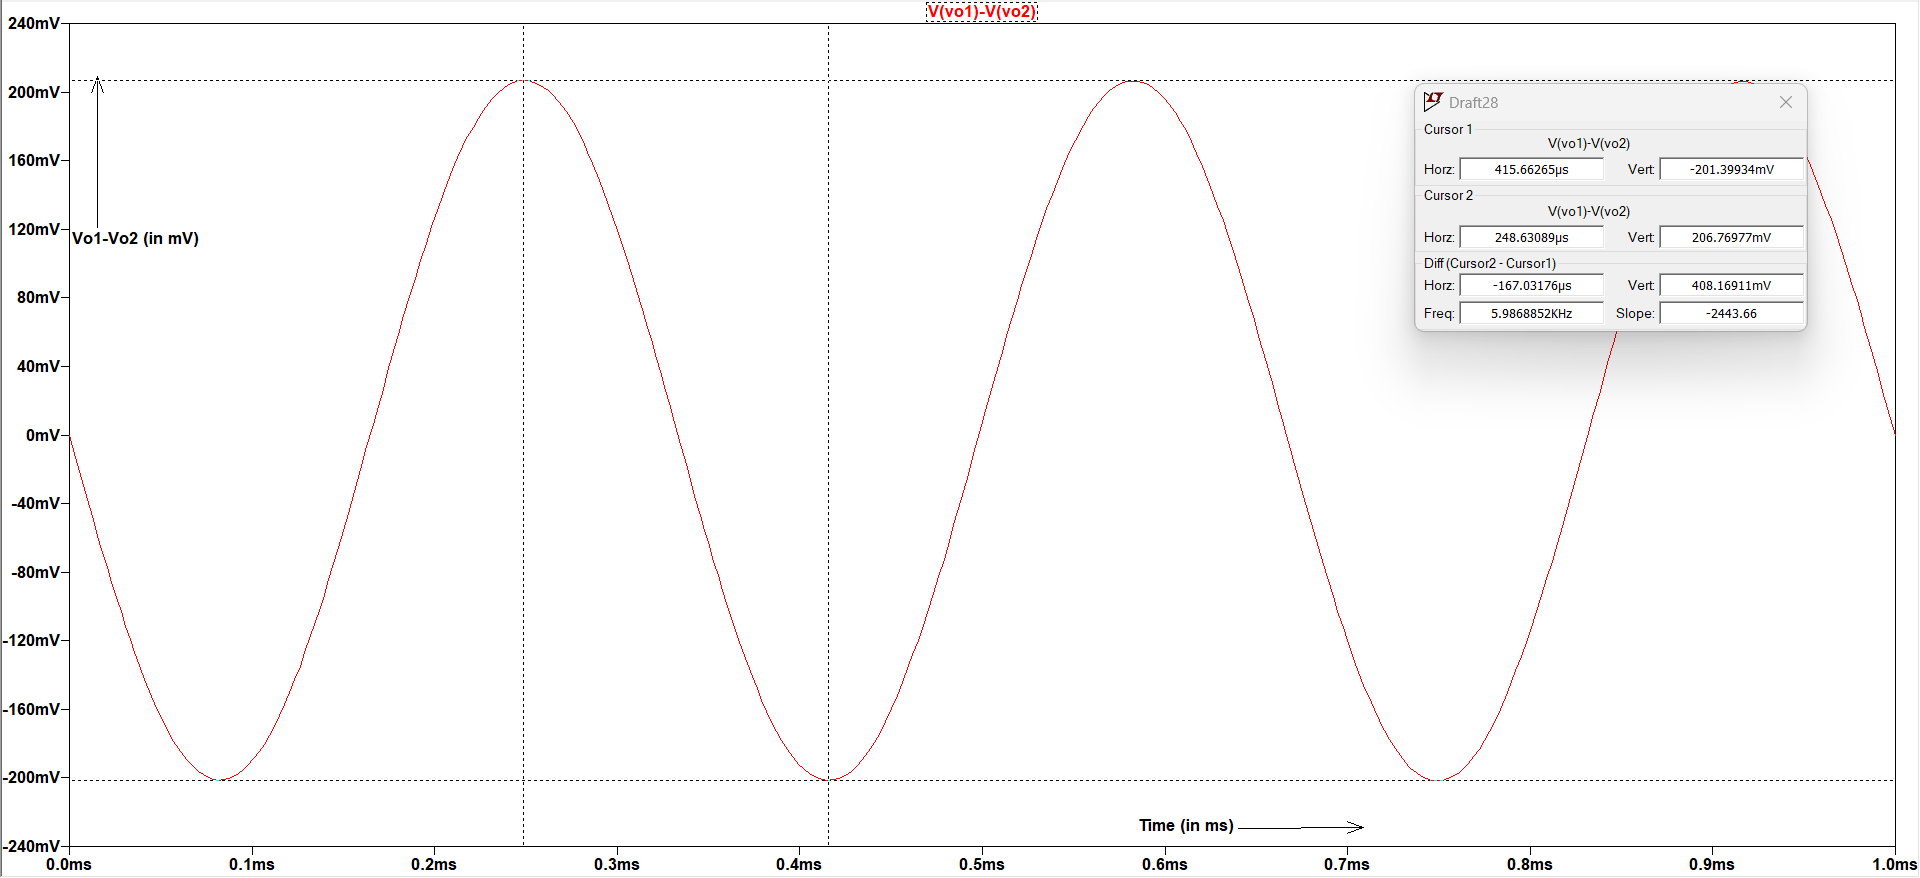 V(vo1)-V(vo2)
240mV
200mV
160mV
120mV
80mV
40mV
0mV
-40mV
-80mV
-120mV
-160mV
-200mV
-240mV
Vo1-Vo2 (in mV)
Draft28
Cursor 1
V(vo1)-V(vo2)
Horz: 415.66265µs Vert: -201.39934mV
Cursor 2
V(vo1)-V(vo2)
Horz: 248.63089µs Vert: 206.76977mV
Diff (Cursor2 - Cursor1)
Horz: -167.03176µs Vert: 408.16911mV
Freq: 5.9868852KHz Slope: -2443.66
Time (in ms)
0.0ms 0.1ms 0.2ms 0.3ms 0.4ms 0.5ms 0.6ms 0.7ms 0.8ms 0.9ms 1.0ms